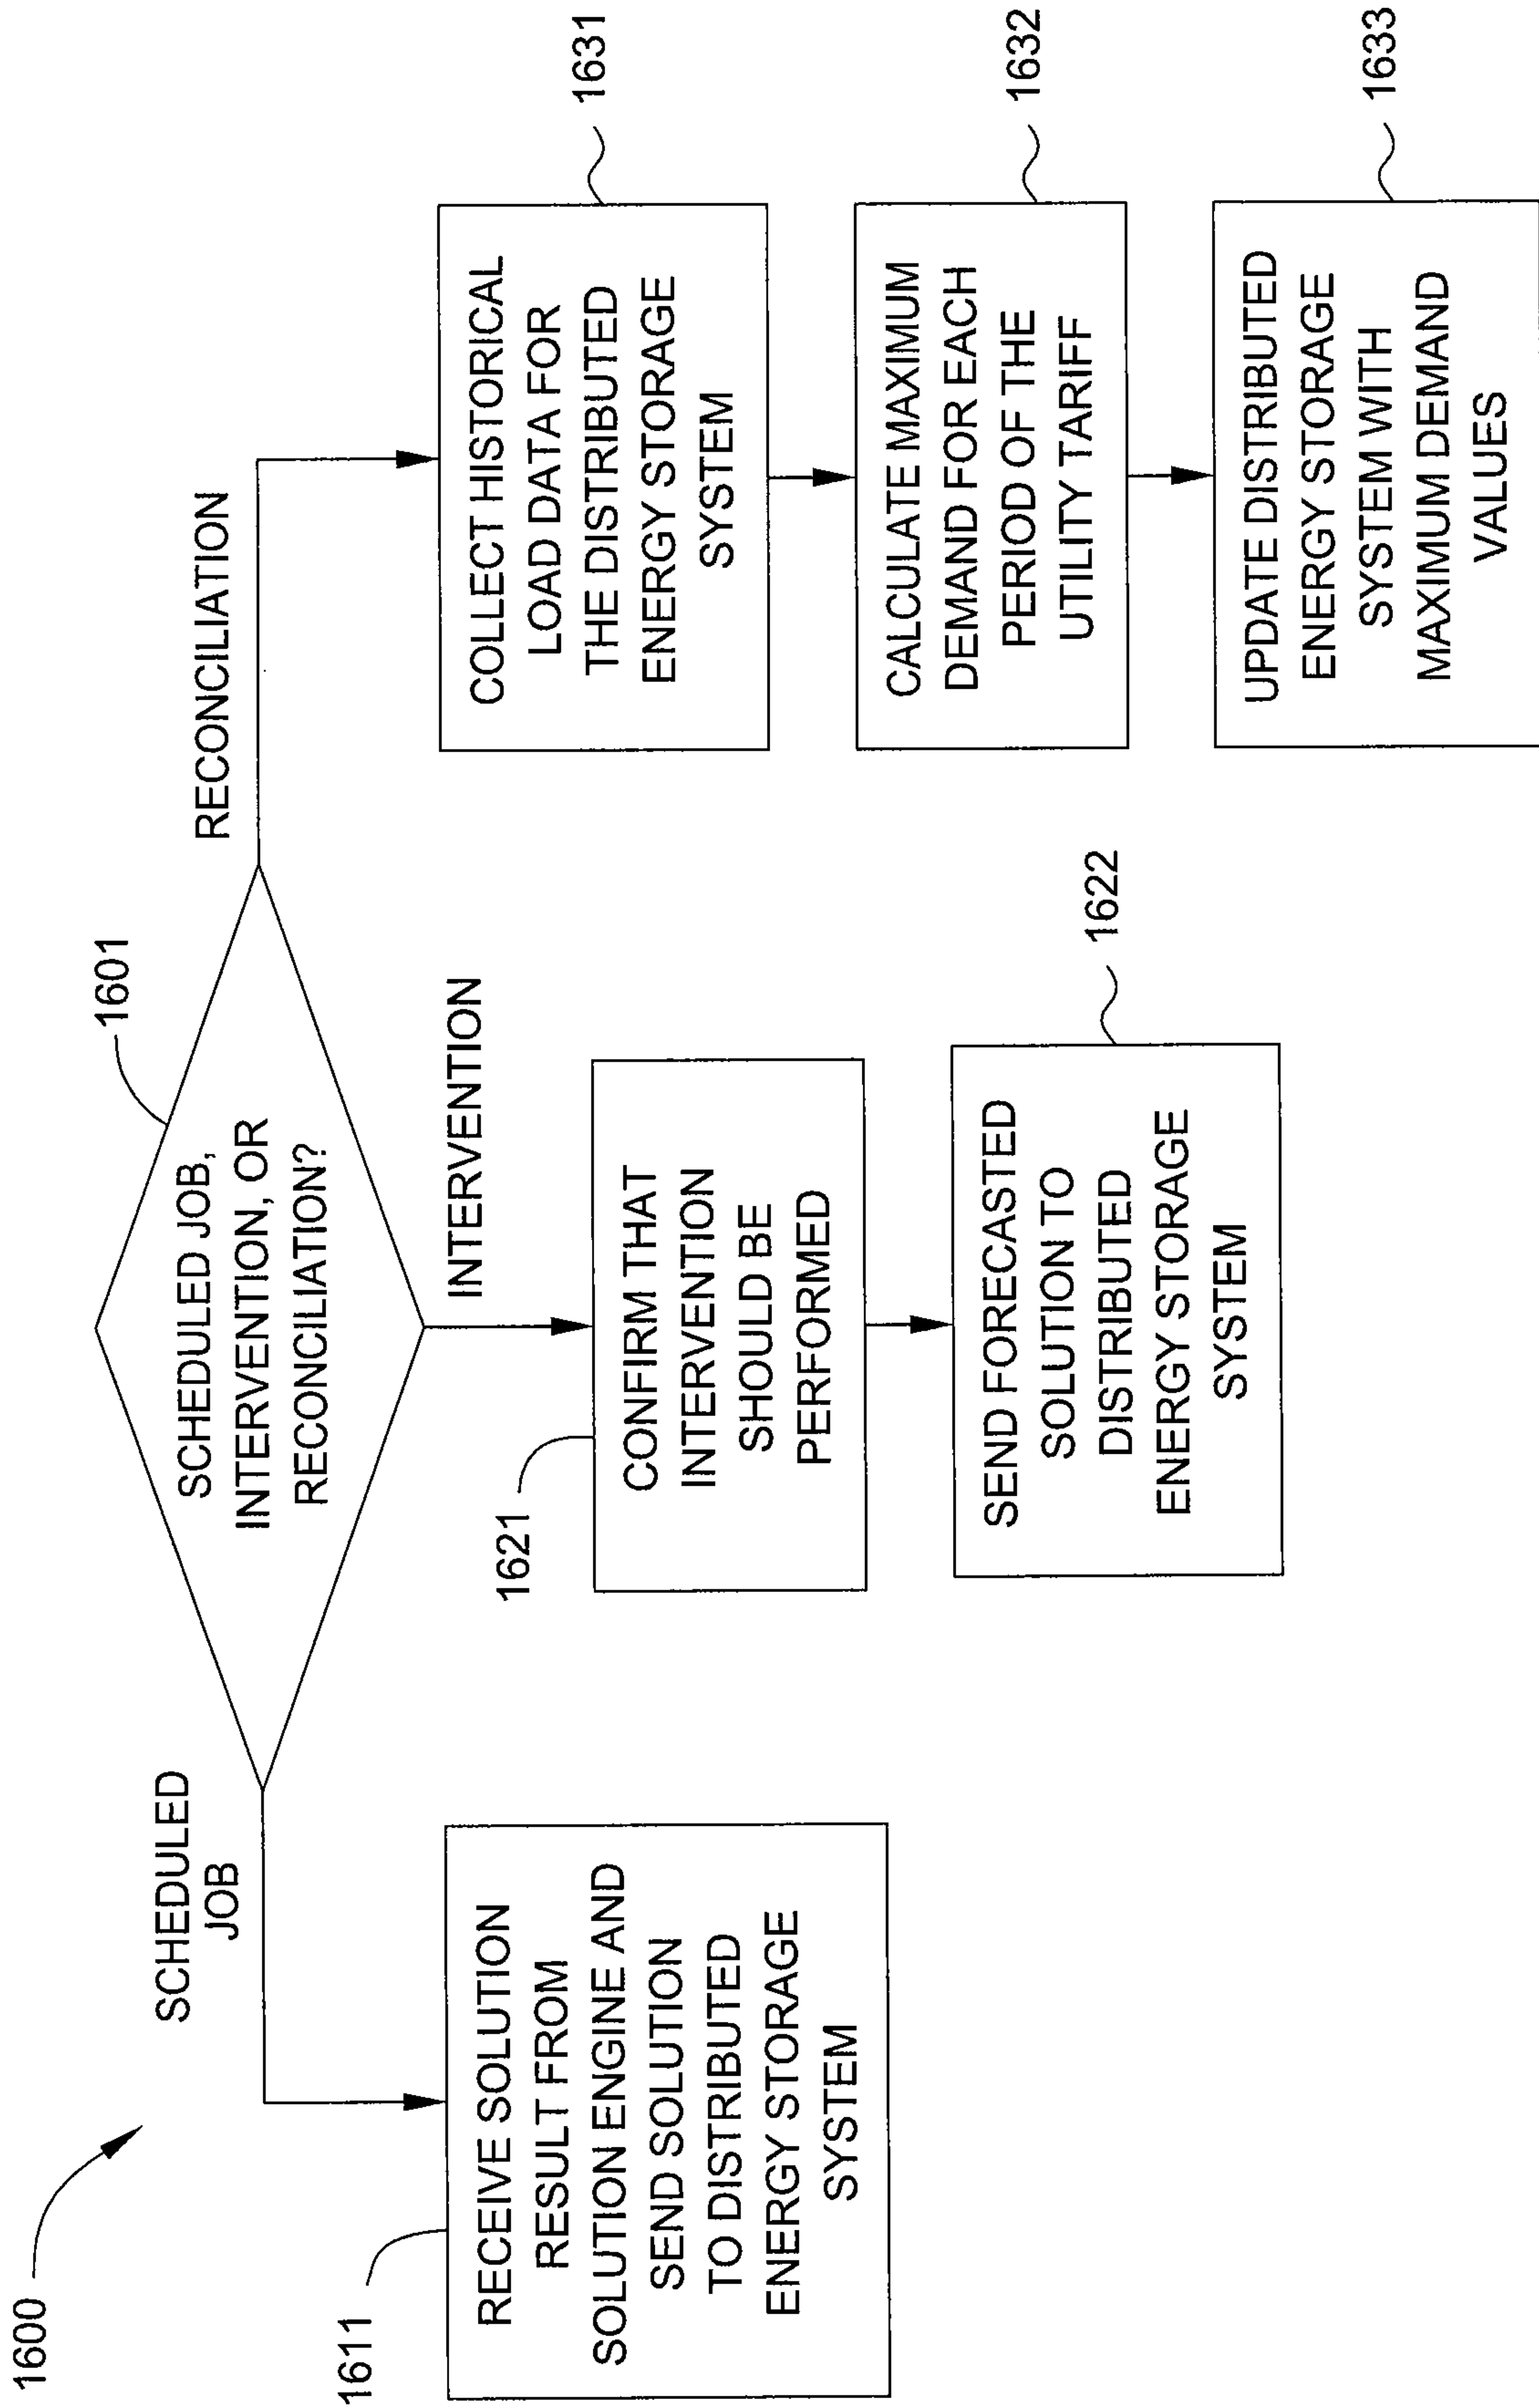 1600
1601
SCHEDULED JOB,
INTERVENTION, OR
RECONCILIATION?
SCHEDULED
JOB
1611
RECEIVE SOLUTION
RESULT FROM
SOLUTION ENGINE AND
SEND SOLUTION
TO DISTRIBUTED
ENERGY STORAGE
SYSTEM
INTERVENTION
1621
CONFIRM THAT
INTERVENTION
SHOULD BE
PERFORMED
SEND FORECASTED
SOLUTION TO
DISTRIBUTED
ENERGY STORAGE
SYSTEM
1622
RECONCILIATION
COLLECT HISTORICAL
LOAD DATA FOR
THE DISTRIBUTED
ENERGY STORAGE
SYSTEM
1631
CALCULATE MAXIMUM
DEMAND FOR EACH
PERIOD OF THE
UTILITY TARIFF
1632
UPDATE DISTRIBUTED
ENERGY STORAGE
SYSTEM WITH
MAXIMUM DEMAND
VALUES
1633